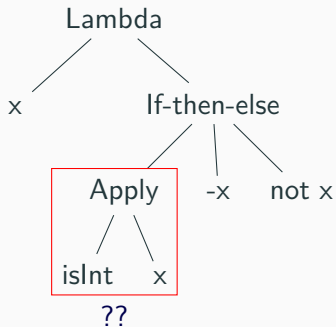 Lambda
x If-then-else
Apply -x not x
isInt x
??